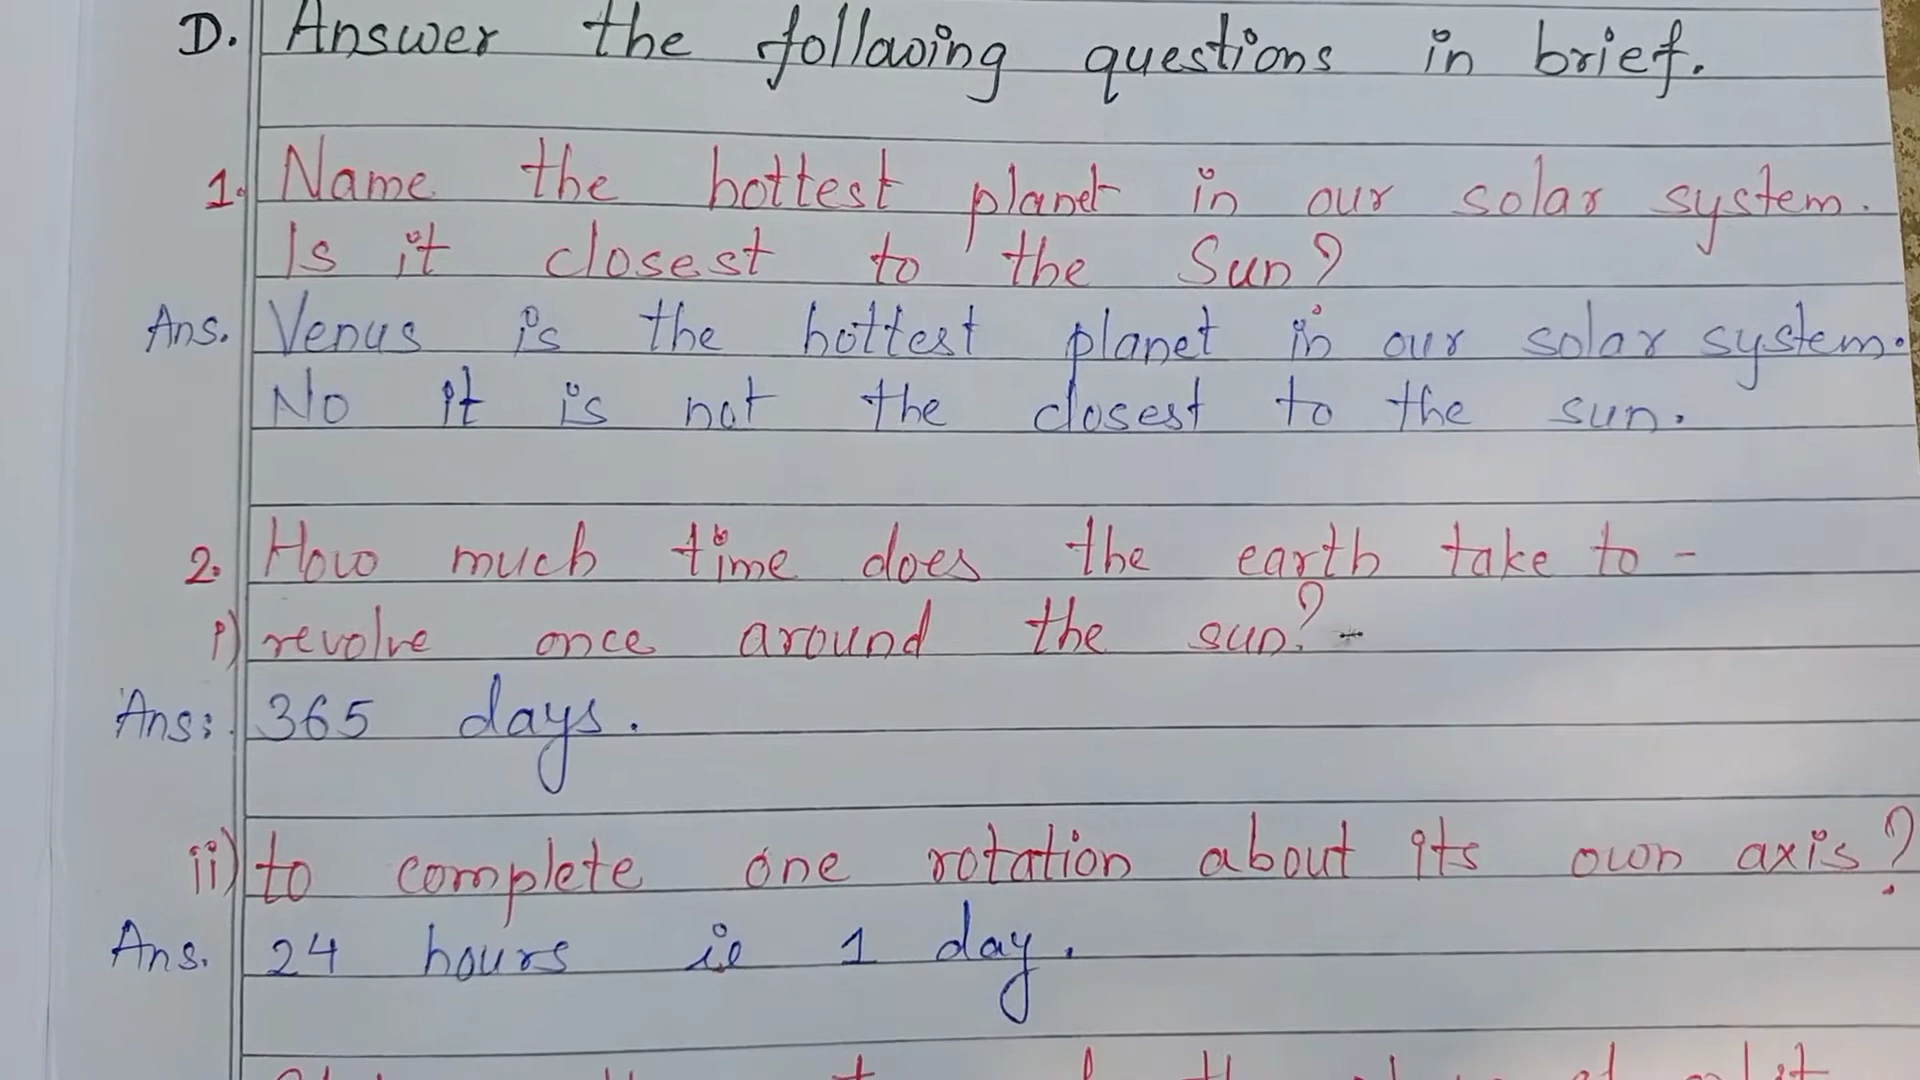 D. Answer the following questions in brief.
1. Name the hottest planet in our solar system.
Is it closest to the Sun?
Ans. Venus is the hottest planet in our solar system.
No it is not the closest to the sun.
2. How much time does the earth take to -
i) revolve once around the sun?
Ans: 365 days.
ii) to complete one rotation about its own axis?
Ans. 24 hours ie 1 day.